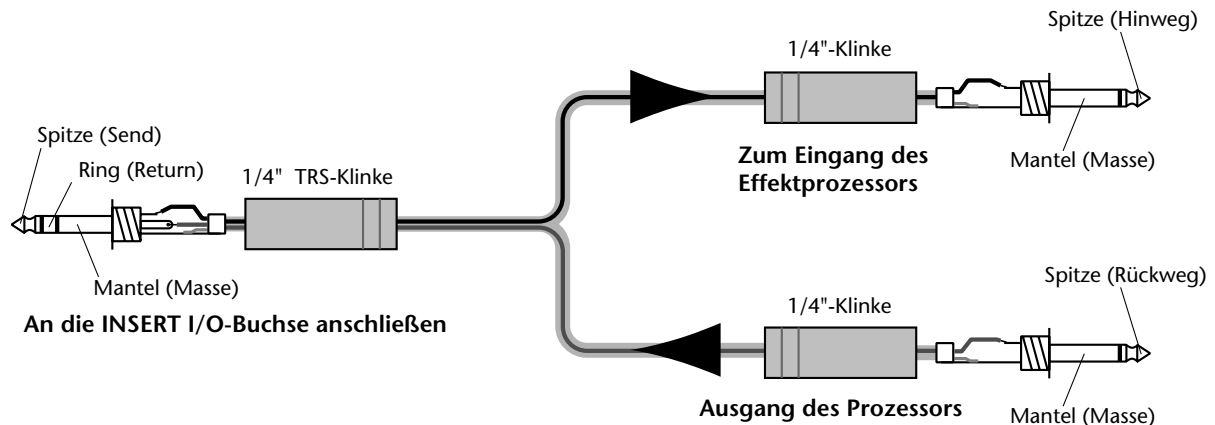 Spitze (Hinweg)
1/4"-Klinke
Spitze (Send)
Ring (Return)
1/4" TRS-Klinke
Zum Eingang des
Effektprozessors
Mantel (Masse)
Mantel (Masse)
An die INSERT I/O-Buchse anschließen
Spitze (Rückweg)
1/4"-Klinke
Ausgang des Prozessors
Mantel (Masse)